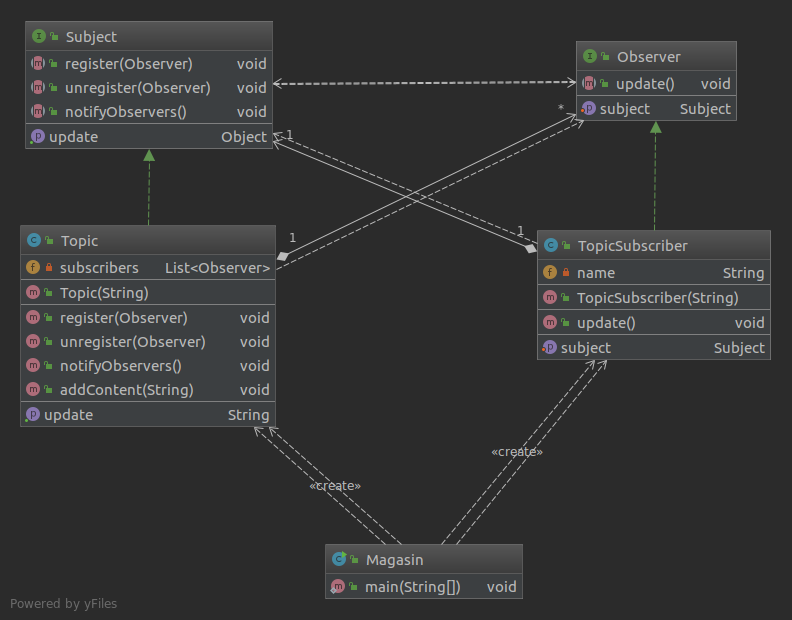 Subject
register(Observer) void
unregister(Observer) void
notifyObservers() void
update Object
Observer
update() void
subject Subject
*
1
1
1
Topic
subscribers List<Observer>
Topic(String)
register(Observer) void
unregister(Observer) void
notifyObservers() void
addContent(String) void
update String
TopicSubscriber
name String
TopicSubscriber(String)
update() void
subject Subject
«create»
«create»
Magasin
main(String[]) void
Powered by yFiles